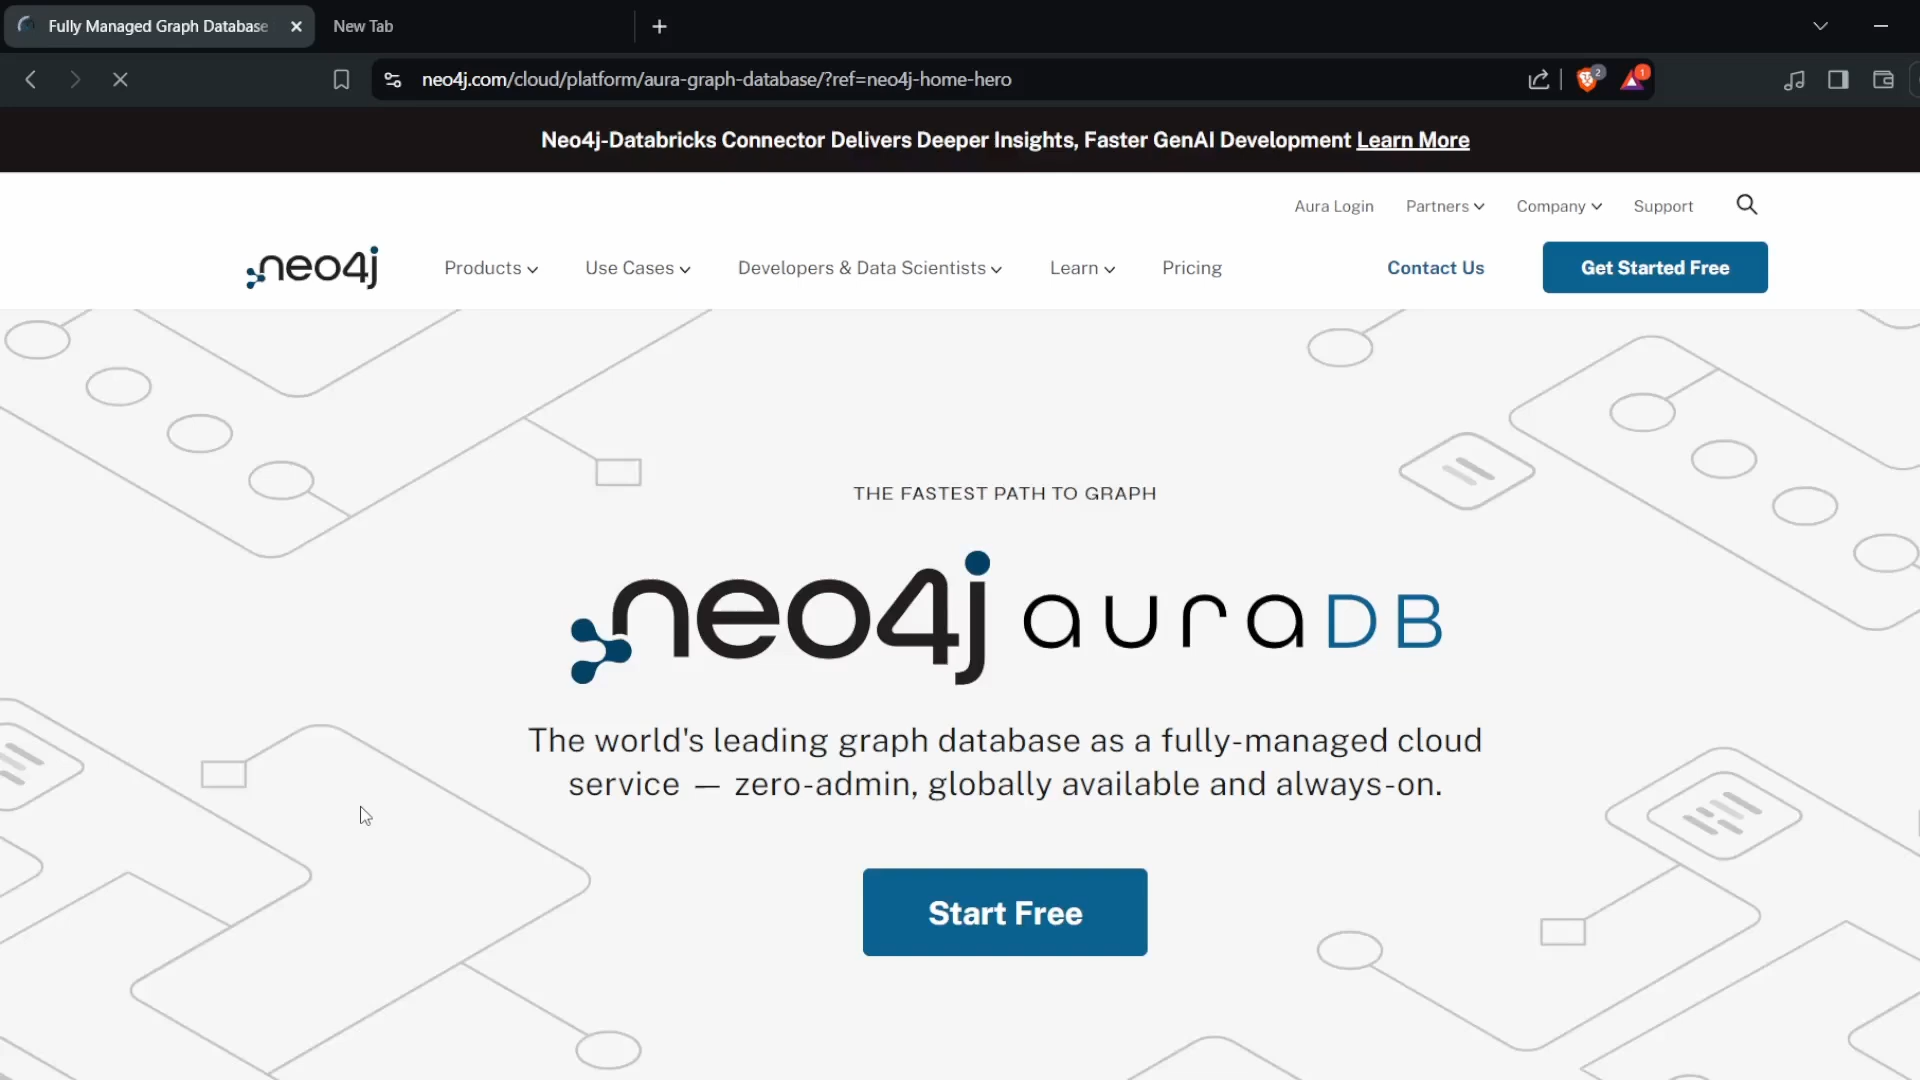 Fully Managed Graph Database
New Tab
neo4j.com/cloud/platform/aura-graph-database/?ref=neo4j-home-hero
2
1
Neo4j-Databricks Connector Delivers Deeper Insights, Faster GenAI Development Learn More
Aura Login Partners Company Support
neo4j Products Use Cases Developers & Data Scientists Learn Pricing Contact Us Get Started Free
THE FASTEST PATH TO GRAPH
neo4j auraDB
The world's leading graph database as a fully-managed cloud
service — zero-admin, globally available and always-on.
Start Free